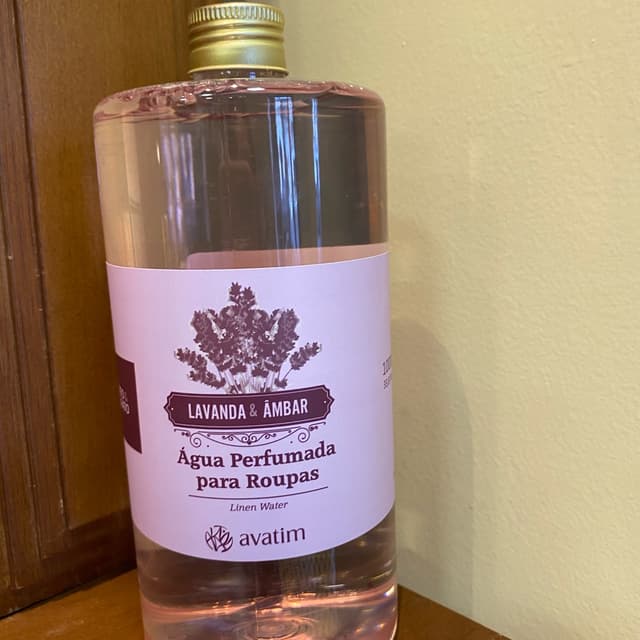 LAVANDA & ÂMBAR
Água Perfumada
para Roupas
Linen Water
avatim